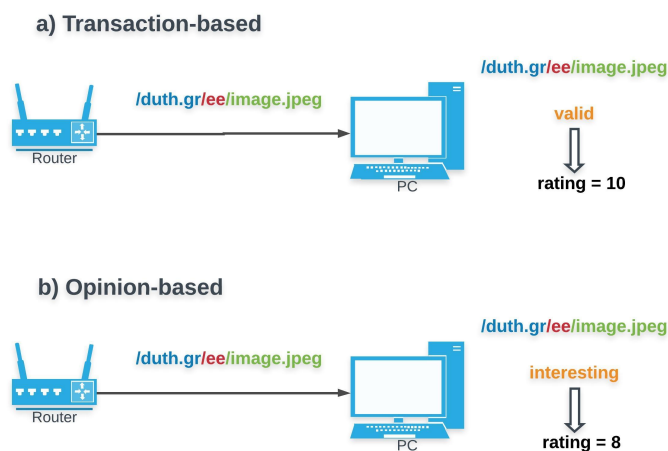 a) Transaction-based
/duth.gr/ee/image.jpeg
/duth.gr/ee/image.jpeg
valid
rating = 10
Router
PC
b) Opinion-based
/duth.gr/ee/image.jpeg
/duth.gr/ee/image.jpeg
interesting
rating = 8
Router
PC